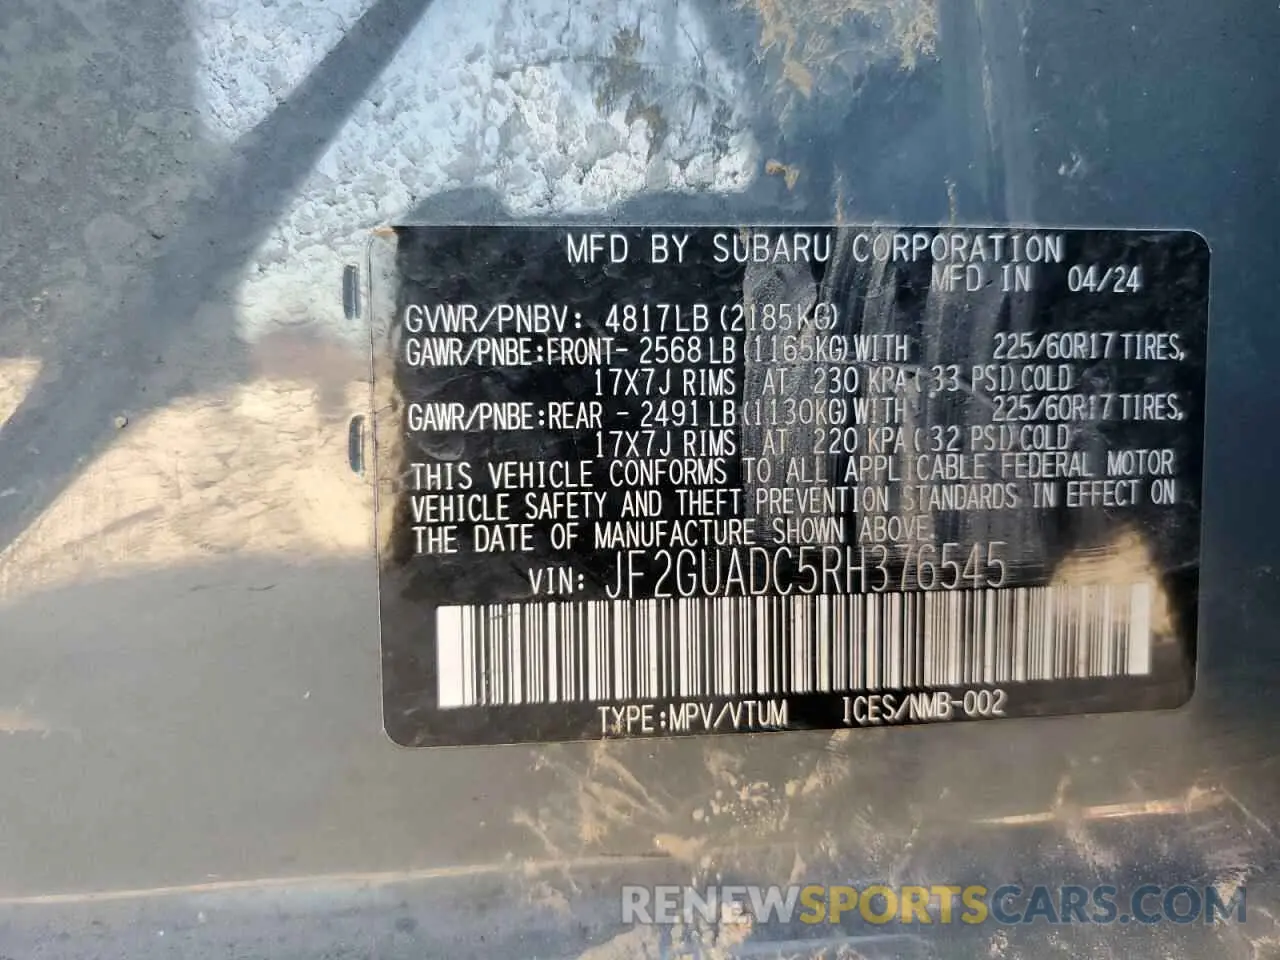 MFD BY SUBARU CORPORATION
MFD IN 04/24
GVWR/PNBV: 4817LB(2185KG)
GAWR/PNBE:FRONT- 2568LB(1165KG)WITH 225/60R17 TIRES,
17X7J RIMS AT 230 KPA(33 PSI)COLD
GAWR/PNBE:REAR - 2491LB(1130KG)WITH 225/60R17 TIRES,
17X7J RIMS AT 220 KPA(32 PSI)COLD
THIS VEHICLE CONFORMS TO ALL APPLICABLE FEDERAL MOTOR
VEHICLE SAFETY AND THEFT PREVENTION STANDARDS IN EFFECT ON
THE DATE OF MANUFACTURE SHOWN ABOVE.
VIN: JF2GUADC5RH376545
TYPE:MPV/VTUM ICES/NMB-002
RENEWSPORTSCARS.COM